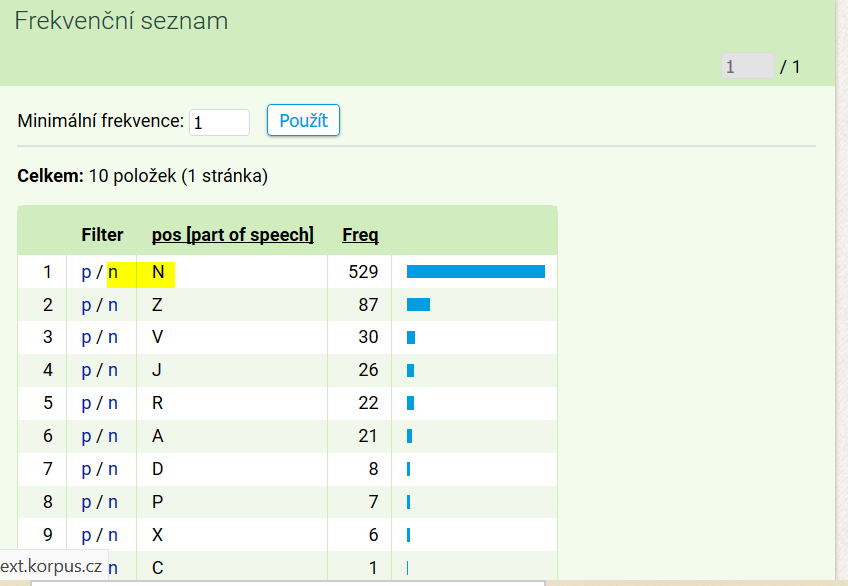 Frekvenční seznam
1 / 1
Minimální frekvence: 1 Použít
Celkem: 10 položek (1 stránka)
Filter pos [part of speech] Freq
1 p / n N 529
2 p / n Z 87
3 p / n V 30
4 p / n J 26
5 p / n R 22
6 p / n A 21
7 p / n D 8
8 p / n P 7
9 p / n X 6
ext.korpus.cz n C 1